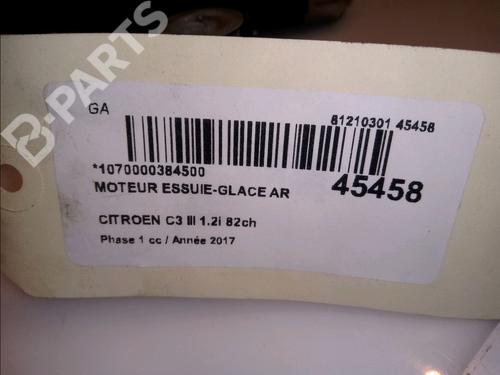 B-PARTS
GA
81210301 45458
*1070000384500
MOTEUR ESSUIE-GLACE AR
45458
CITROEN C3 III 1.2i 82ch
Phase 1 cc / Année 2017